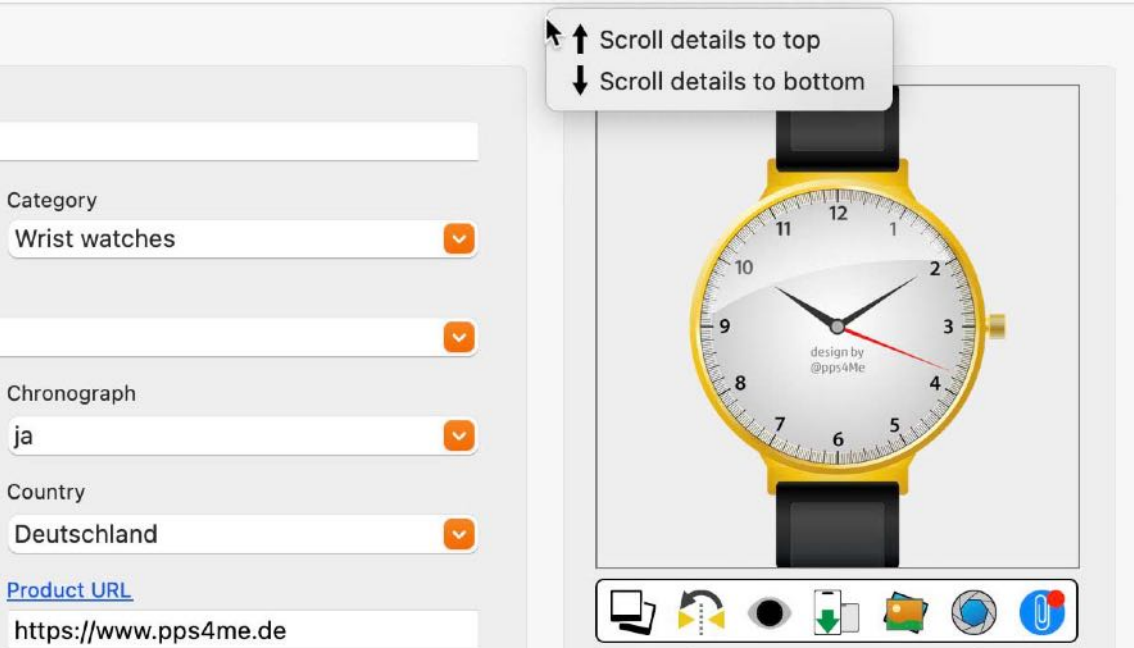 Scroll details to top
Scroll details to bottom
Category
Wrist watches
Chronograph
ja
Country
Deutschland
Product URL
https://www.pps4me.de
12
11
1
10
2
9
3
design by
@pps4Me
8
4
7
5
6